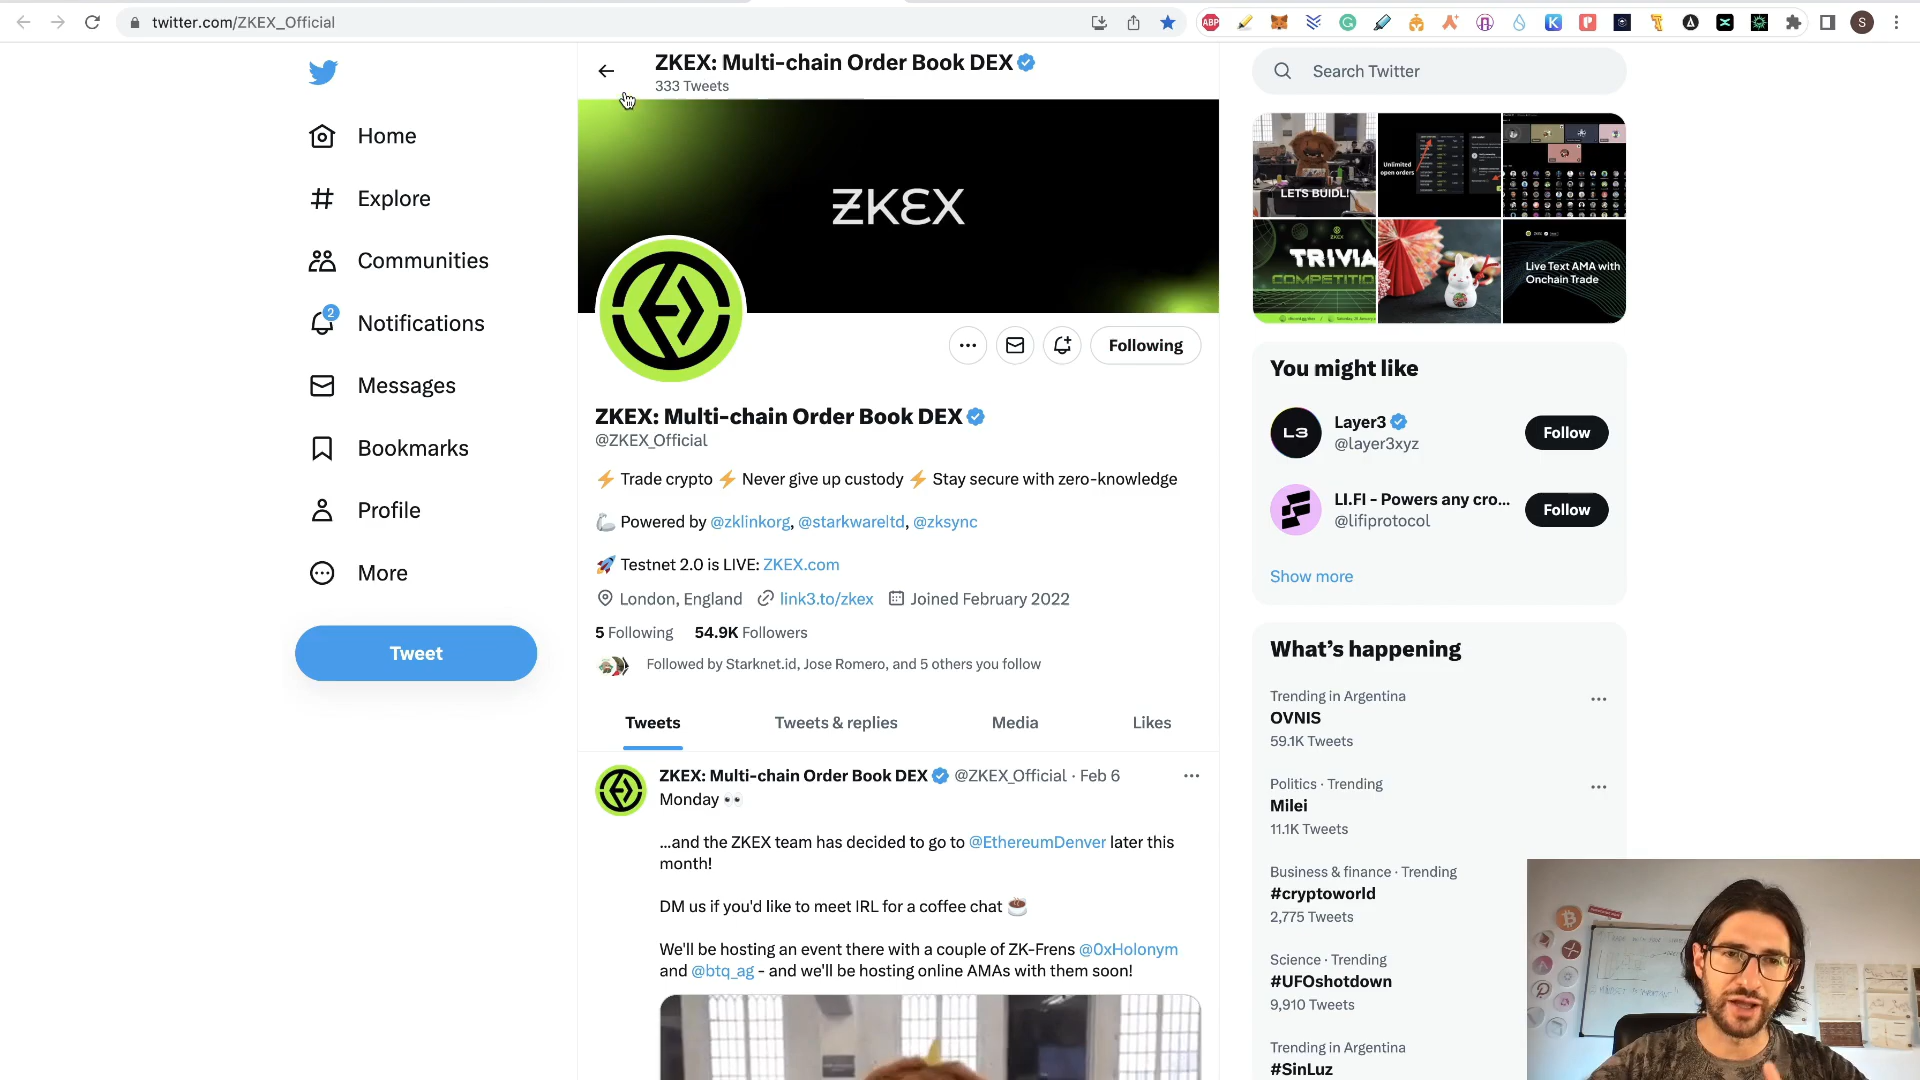 twitter.com/ZKEX_Official
ABP
S
ZKEX: Multi-chain Order Book DEX
333 Tweets
Search Twitter
Home
Explore
Communities
2
Notifications
Messages
Bookmarks
Profile
More
Tweet
ZKEX
LETS BUIDL!
Unlimited
open orders
ZKEX
TRIVIA
COMPETITIO
Live Text AMA with
Onchain Trade
Following
ZKEX: Multi-chain Order Book DEX
@ZKEX_Official
⚡ Trade crypto ⚡ Never give up custody ⚡ Stay secure with zero-knowledge
🦾 Powered by @zklinkorg, @starkwareltd, @zksync
🚀 Testnet 2.0 is LIVE: ZKEX.com
London, England link3.to/zkex Joined February 2022
5 Following 54.9K Followers
Followed by Starknet.id, Jose Romero, and 5 others you follow
Tweets Tweets & replies Media Likes
ZKEX: Multi-chain Order Book DEX @ZKEX_Official · Feb 6
Monday 👀
...and the ZKEX team has decided to go to @EthereumDenver later this
month!
DM us if you'd like to meet IRL for a coffee chat ☕
We'll be hosting an event there with a couple of ZK-Frens @0xHolonym
and @btq_ag - and we'll be hosting online AMAs with them soon!
You might like
L3
Layer3
@layer3xyz
Follow
LI.FI - Powers any cro...
@lifiprotocol
Follow
Show more
What's happening
Trending in Argentina
OVNIS
59.1K Tweets
Politics · Trending
Milei
11.1K Tweets
Business & finance · Trending
#cryptoworld
2,775 Tweets
Science · Trending
#UFOshotdown
9,910 Tweets
Trending in Argentina
#SinLuz